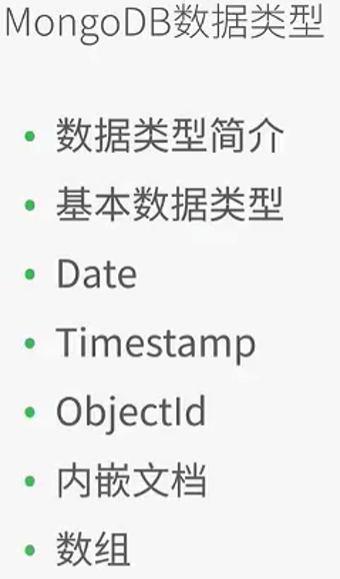 MongoDB数据类型
数据类型简介
基本数据类型
Date
Timestamp
ObjectId
内嵌文档
数组